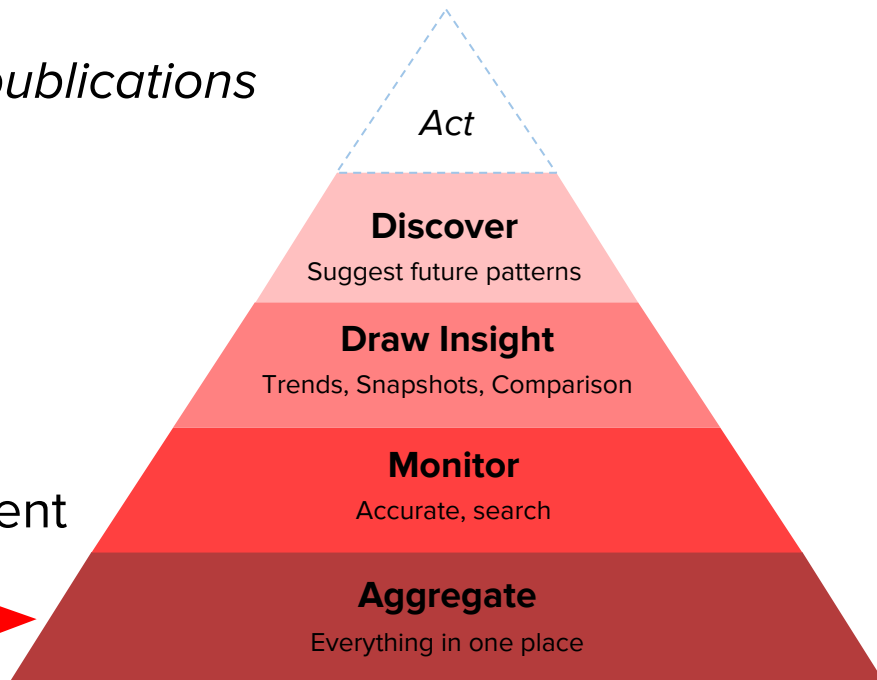 publications
Act
Discover
Suggest future patterns
Draw Insight
Trends, Snapshots, Comparison
Monitor
Accurate, search
ent
Aggregate
Everything in one place